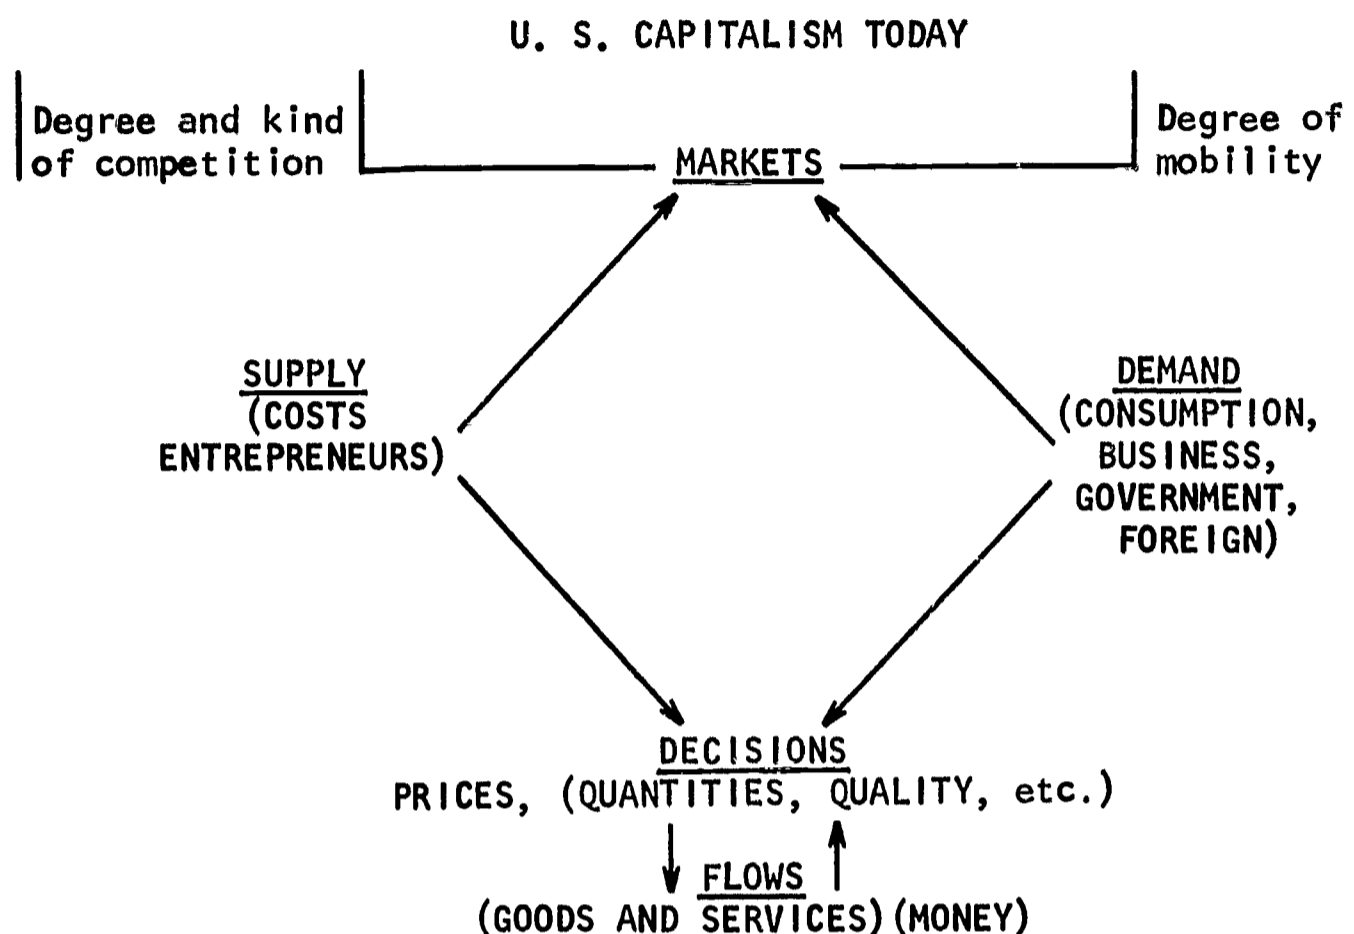 U. S. CAPITALISM TODAY
Degree and kind
of competition
MARKETS
Degree of
mobility
SUPPLY
(COSTS
ENTREPRENEURS)
DEMAND
(CONSUMPTION,
BUSINESS,
GOVERNMENT,
FOREIGN)
DECISIONS
PRICES, (QUANTITIES, QUALITY, etc.)
FLOWS
(GOODS AND SERVICES) (MONEY)